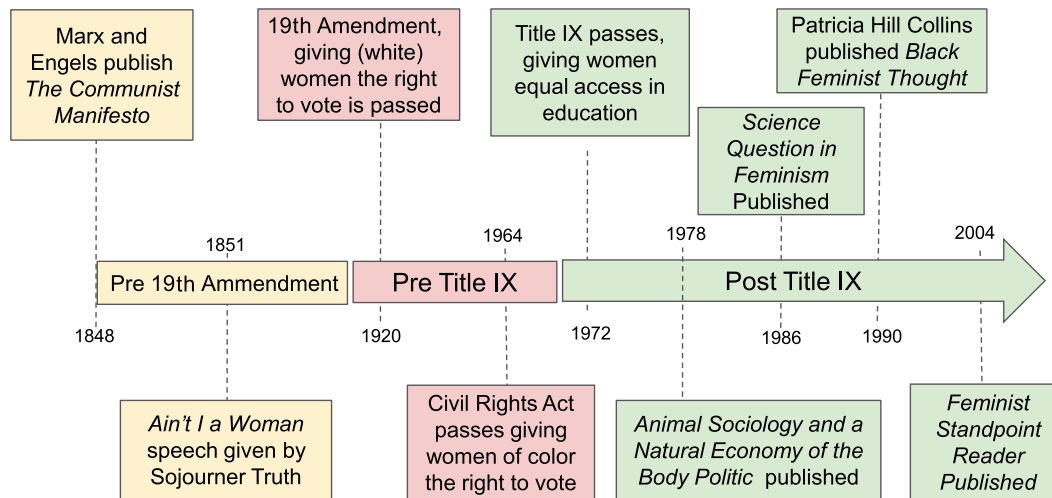 Marx and
Engels publish
The Communist
Manifesto
19th Amendment,
giving (white)
women the right
to vote is passed
Title IX passes,
giving women
equal access in
education
Patricia Hill Collins
published Black
Feminist Thought
Science
Question in
Feminism
Published
1851
1964
1978
2004
Pre 19th Ammendment
Pre Title IX
Post Title IX
1848
1920
1972
1986
1990
Ain't I a Woman
speech given by
Sojourner Truth
Civil Rights Act
passes giving
women of color
the right to vote
Animal Sociology and a
Natural Economy of the
Body Politic published
Feminist
Standpoint
Reader
Published